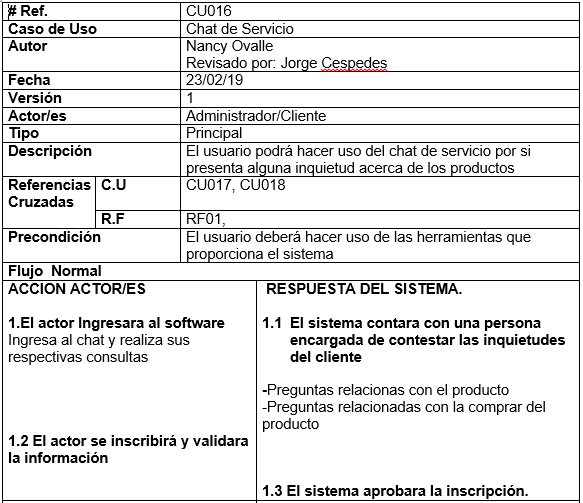 # Ref. CU016
Caso de Uso Chat de Servicio
Autor Nancy Ovalle
Revisado por: Jorge Cespedes
Fecha 23/02/19
Versión 1
Actor/es Administrador/Cliente
Tipo Principal
Descripción El usuario podrá hacer uso del chat de servicio por si
presenta alguna inquietud acerca de los productos
Referencias C.U CU017, CU018
Cruzadas
R.F RF01,
Precondición El usuario deberá hacer uso de las herramientas que
proporciona el sistema
Flujo Normal
ACCION ACTOR/ES
1.El actor Ingresara al software
Ingresa al chat y realiza sus
respectivas consultas
1.2 El actor se inscribirá y validara
la información
RESPUESTA DEL SISTEMA.
1.1 El sistema contara con una persona
encargada de contestar las inquietudes
del cliente
-Preguntas relacionas con el producto
-Preguntas relacionadas con la comprar del
producto
1.3 El sistema aprobara la inscripción.